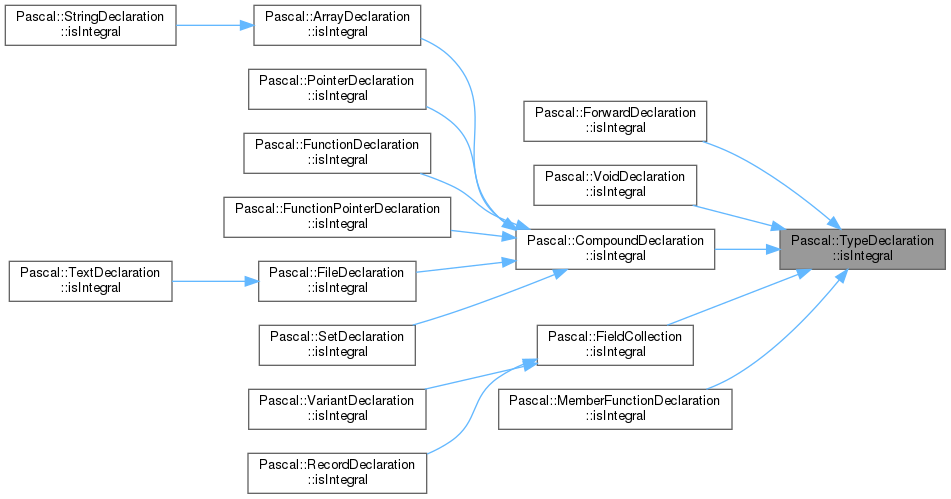 Pascal::StringDeclaration
::isIntegral
Pascal::ArrayDeclaration
::isIntegral
Pascal::PointerDeclaration
::isIntegral
Pascal::FunctionDeclaration
::isIntegral
Pascal::FunctionPointerDeclaration
::isIntegral
Pascal::TextDeclaration
::isIntegral
Pascal::FileDeclaration
::isIntegral
Pascal::SetDeclaration
::isIntegral
Pascal::VariantDeclaration
::isIntegral
Pascal::RecordDeclaration
::isIntegral
Pascal::ForwardDeclaration
::isIntegral
Pascal::VoidDeclaration
::isIntegral
Pascal::CompoundDeclaration
::isIntegral
Pascal::FieldCollection
::isIntegral
Pascal::MemberFunctionDeclaration
::isIntegral
Pascal::TypeDeclaration
::isIntegral